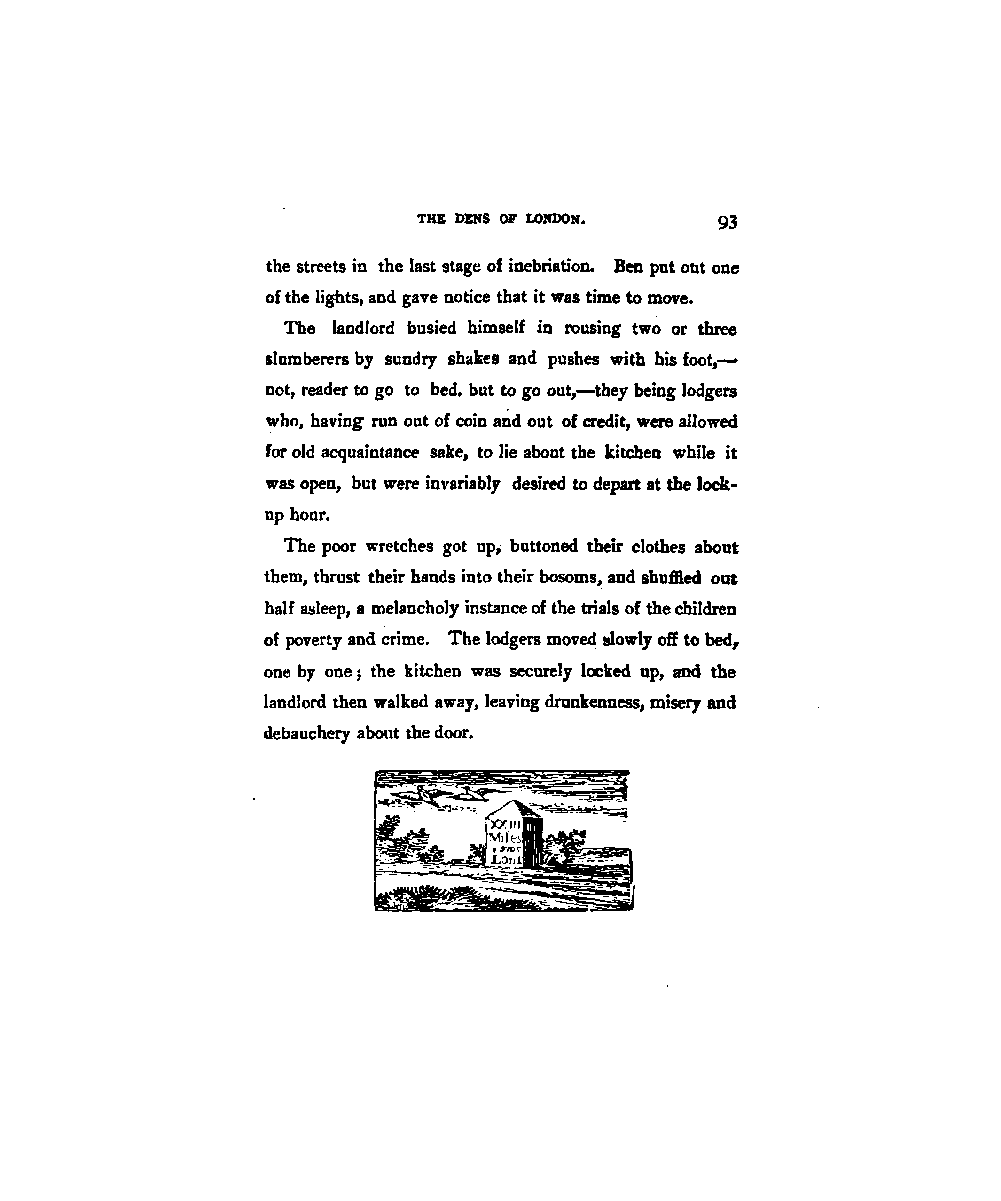 THE DENS OF LONDON. 93
the streets in the last stage of inebriation. Ben put out one
of the lights, and gave notice that it was time to move.
The landlord busied himself in rousing two or three
slumberers by sundry shakes and pushes with his foot,—
not, reader to go to bed, but to go out,—they being lodgers
who, having run out of coin and out of credit, were allowed
for old acquaintance sake, to lie about the kitchen while it
was open, but were invariably desired to depart at the lock-
up hour.
The poor wretches got up, buttoned their clothes about
them, thrust their hands into their bosoms, and shuffled out
half asleep, a melancholy instance of the trials of the children
of poverty and crime. The lodgers moved slowly off to bed,
one by one; the kitchen was securely locked up, and the
landlord then walked away, leaving drunkenness, misery and
debauchery about the door.
XXIII
Miles
Lond